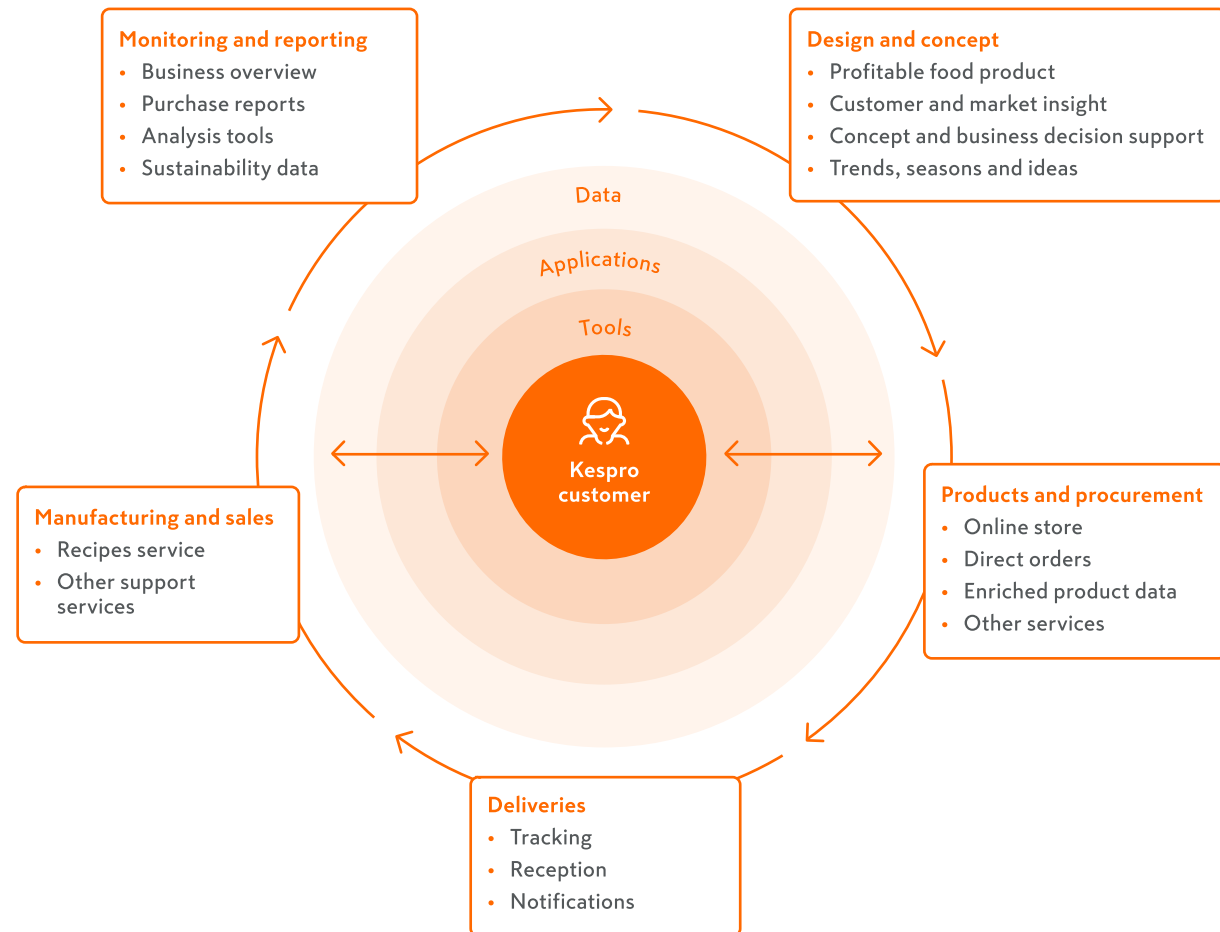 Monitoring and reporting
• Business overview
• Purchase reports
• Analysis tools
• Sustainability data
Design and concept
• Profitable food product
• Customer and market insight
• Concept and business decision support
• Trends, seasons and ideas
Data
Applications
Tools
Kespro
customer
Products and procurement
• Online store
• Direct orders
• Enriched product data
• Other services
Manufacturing and sales
• Recipes service
• Other support
services
Deliveries
• Tracking
• Reception
• Notifications